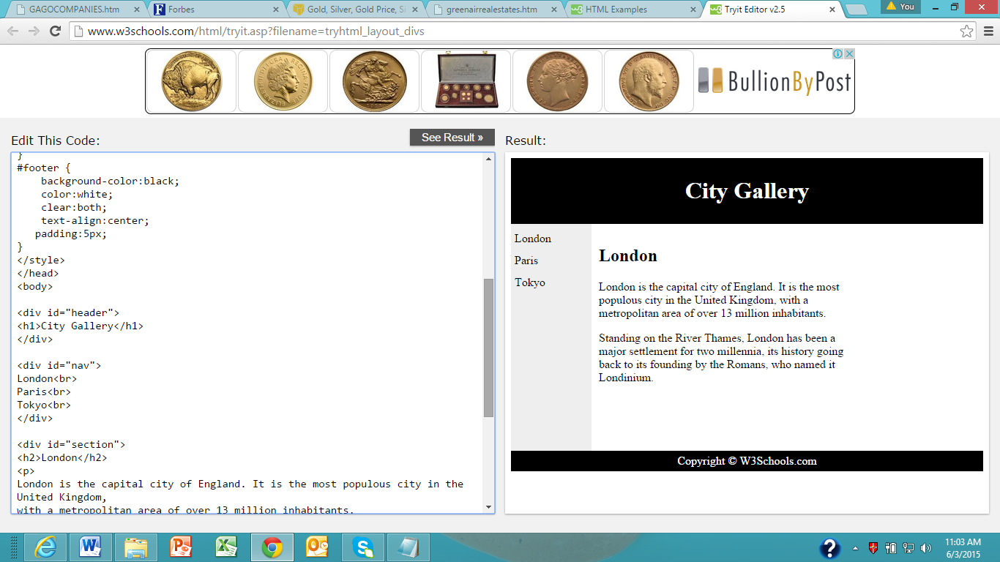 GAGOCOMPANIES.htm
Forbes
Gold, Silver, Gold Price, Si
greenairrealestates.htm
HTML Examples
Tryit Editor v2.5
You
www.w3schools.com/html/tryit.asp?filename=tryhtml_layout_divs
BullionByPost
Edit This Code:
See Result »
Result:
}
#footer {
    background-color:black;
    color:white;
    clear:both;
    text-align:center;
   padding:5px;
}
</style>
</head>
<body>

<div id="header">
<h1>City Gallery</h1>
</div>

<div id="nav">
London<br>
Paris<br>
Tokyo<br>
</div>

<div id="section">
<h2>London</h2>
<p>
London is the capital city of England. It is the most populous city in the
United Kingdom,
with a metropolitan area of over 13 million inhabitants.
City Gallery
London
Paris
Tokyo
London
London is the capital city of England. It is the most
populous city in the United Kingdom, with a
metropolitan area of over 13 million inhabitants.
Standing on the River Thames, London has been a
major settlement for two millennia, its history going
back to its founding by the Romans, who named it
Londinium.
Copyright © W3Schools.com
11:03 AM
6/3/2015